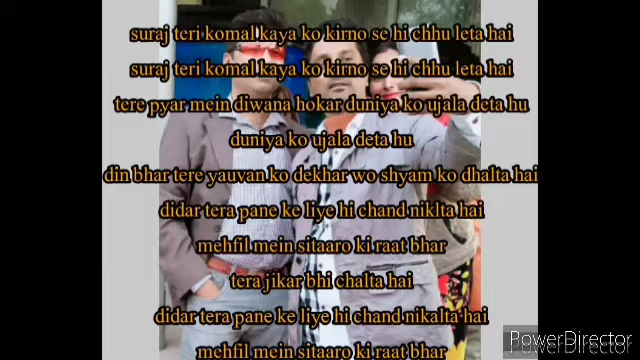 suraj teri komal kaya ko kirno se hi chhu leta hai
suraj teri komal kaya ko kirno se hi chhu leta hai
tere pyar mein diwana hokar duniya ko ujala deta hu
duniya ko ujala deta hu
din bhar tere yauvan ko dekhar wo shyam ko dhalta hai
didar tera pane ke liye hi chand niklta hai
mehfil mein sitaaro ki raat bhar
tera jikar bhi chalta hai
didar tera pane ke liye hi chand nikalta hai
mehfil mein sitaaro ki raat bhar
PowerDirector